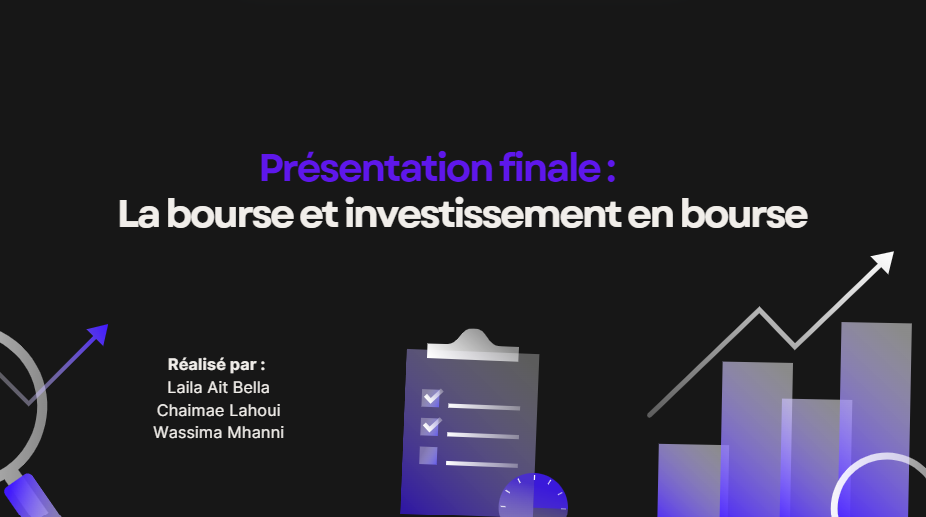 Présentation finale :
La bourse et investissement en bourse
Réalisé par :
Laila Ait Bella
Chaimae Lahoui
Wassima Mhanni